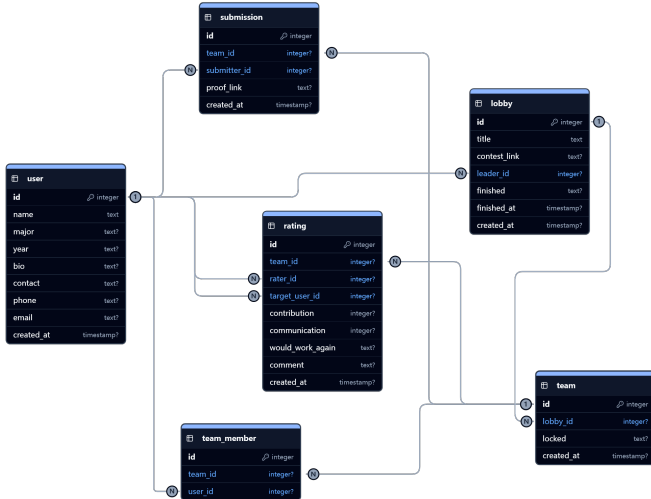 submission
id integer
team_id integer?
submitter_id integer?
proof_link text?
created_at timestamp?
N
N
lobby
id integer
1
title text
contest_link text?
leader_id integer?
N
finished text?
finished_at timestamp?
created_at timestamp?
user
id integer
1
name text
major text?
year text?
bio text?
contact text?
phone text?
email text?
created_at timestamp?
rating
id integer
team_id integer?
N
rater_id integer?
N
target_user_id integer?
N
contribution integer?
communication integer?
would_work_again text?
comment text?
created_at timestamp?
team
id integer
1
lobby_id integer?
N
locked text?
created_at timestamp?
team_member
id integer
team_id integer?
N
user_id integer?
N